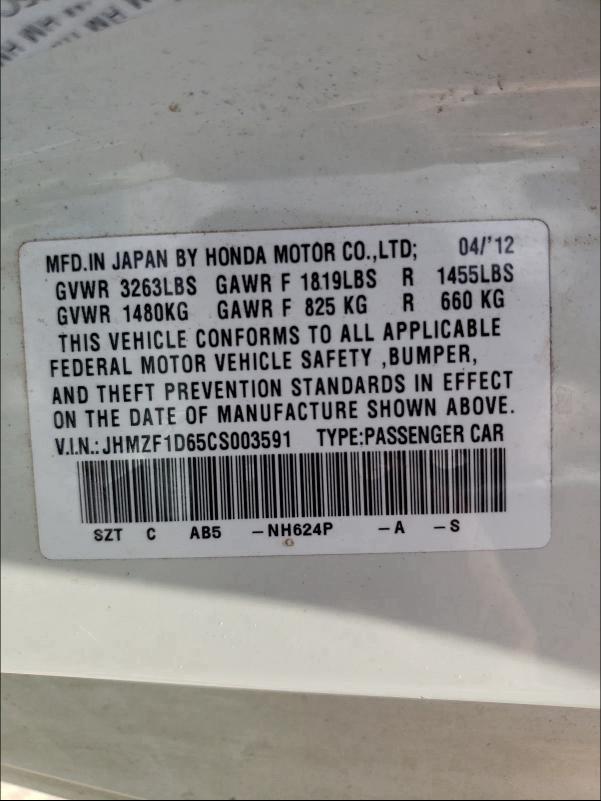 MFD.IN JAPAN BY HONDA MOTOR CO.,LTD; 04/'12
GVWR 3263LBS GAWR F 1819LBS R 1455LBS
GVWR 1480KG GAWR F 825 KG R 660 KG
THIS VEHICLE CONFORMS TO ALL APPLICABLE
FEDERAL MOTOR VEHICLE SAFETY ,BUMPER,
AND THEFT PREVENTION STANDARDS IN EFFECT
ON THE DATE OF MANUFACTURE SHOWN ABOVE.
V.I.N.:JHMZF1D65CS003591 TYPE:PASSENGER CAR
SZT C AB5 -NH624P -A -S